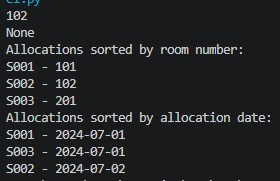 102
None
Allocations sorted by room number:
S001 - 101
S002 - 102
S003 - 201
Allocations sorted by allocation date:
S001 - 2024-07-01
S003 - 2024-07-01
S002 - 2024-07-02